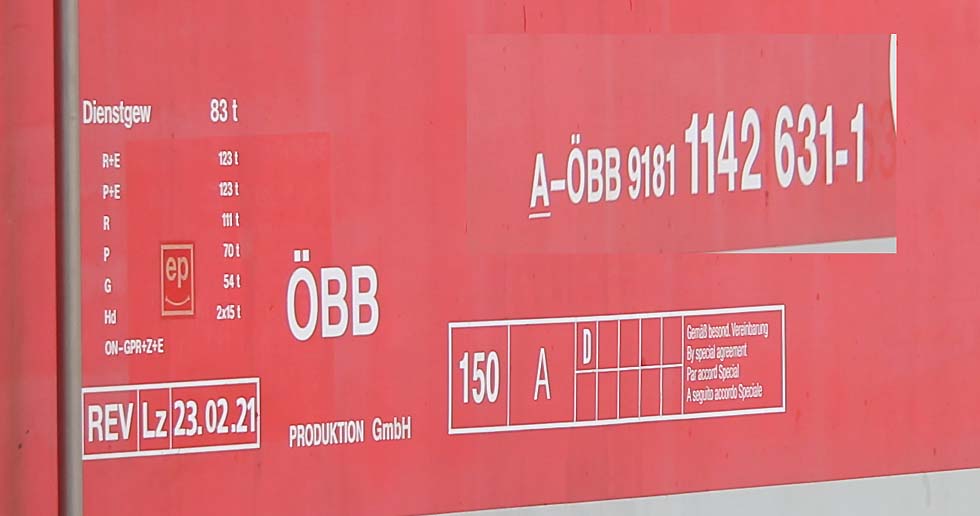 Dienstgew 83 t
R+E 123 t
P+E 123 t
R 111 t
P 70 t
G 54 t
Hd 2x15 t
ON-GPR+Z+E
ep
REV Lz 23.02.21
ÖBB
PRODUKTION GmbH
A-ÖBB 9181 1142 631-1
150 A D
Gemäß besond. Vereinbarung
By special agreement
Par accord Special
A seguito accordo Speciale